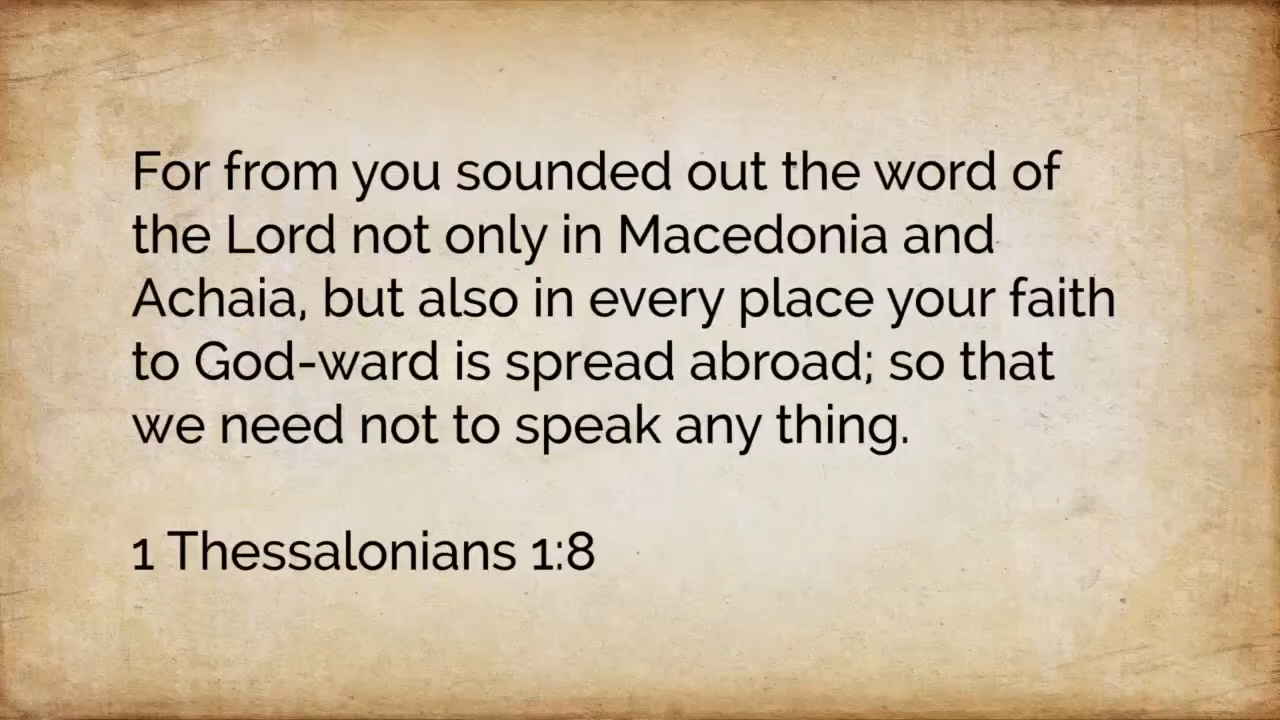 For from you sounded out the word of
the Lord not only in Macedonia and
Achaia, but also in every place your faith
to God-ward is spread abroad; so that
we need not to speak any thing.
1 Thessalonians 1:8